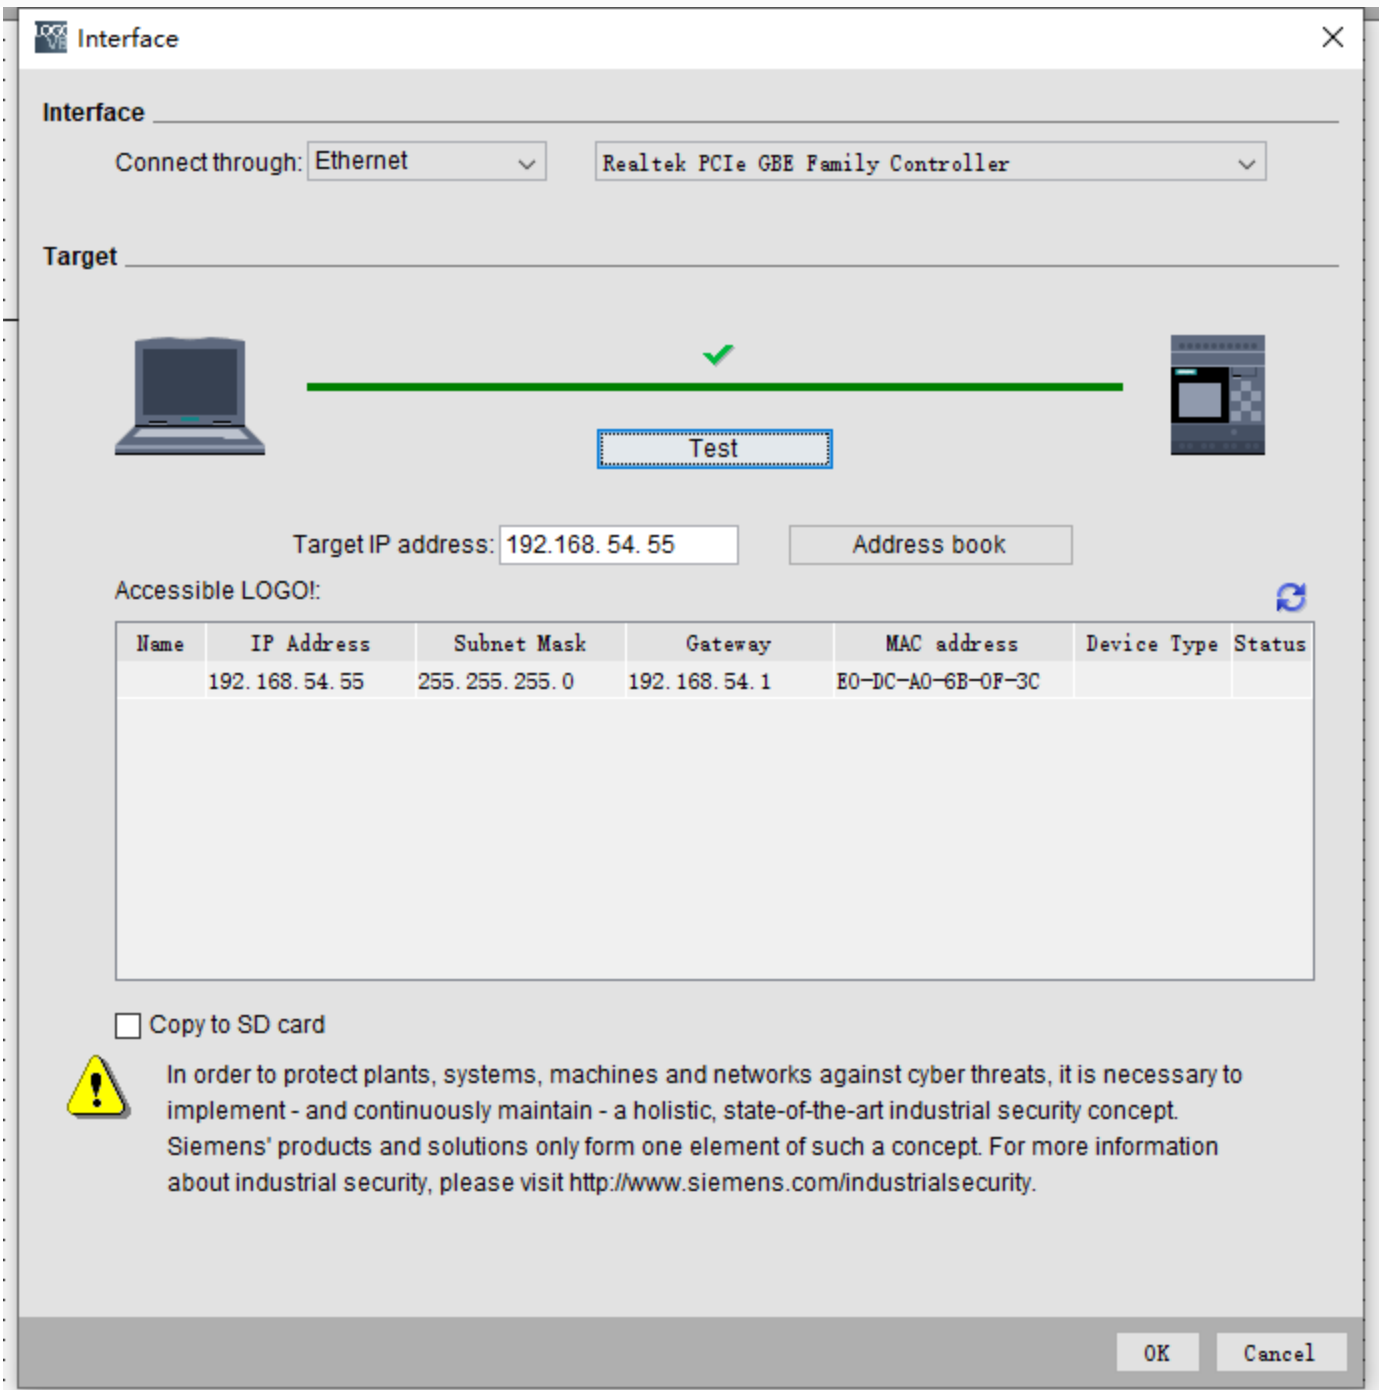 Interface
Interface
Connect through: Ethernet Realtek PCIe GBE Family Controller
Target
Test
Target IP address: 192.168. 54. 55 Address book
Accessible LOGO!:
Name IP Address Subnet Mask Gateway MAC address Device Type Status
192.168.54.55 255.255.255.0 192.168.54.1 E0-DC-A0-6B-0F-3C
Copy to SD card
In order to protect plants, systems, machines and networks against cyber threats, it is necessary to
implement - and continuously maintain - a holistic, state-of-the-art industrial security concept.
Siemens' products and solutions only form one element of such a concept. For more information
about industrial security, please visit http://www.siemens.com/industrialsecurity.
OK Cancel